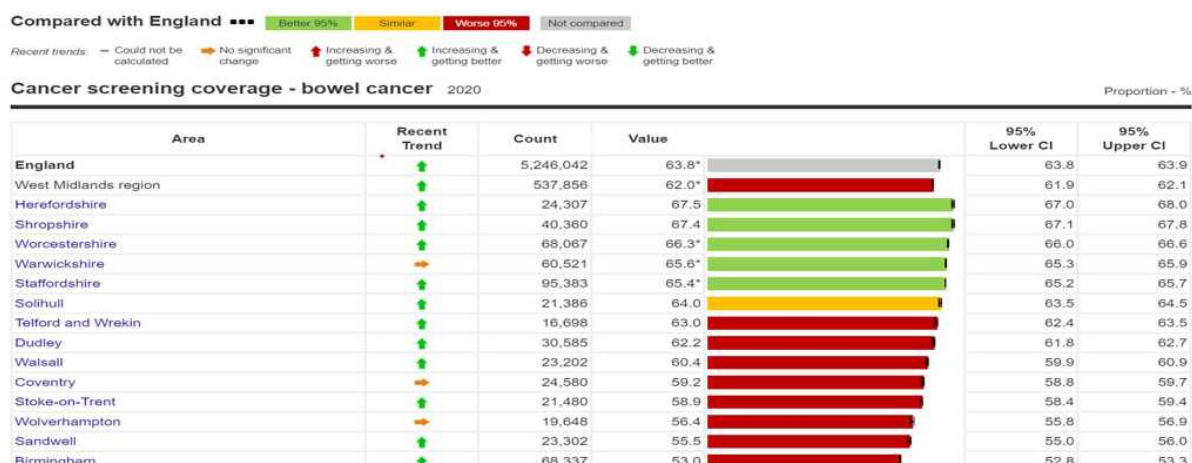 Compared with England Better 95% Similar Worse 95% Not compared
Recent trends: – Could not be calculated No significant change Increasing & getting worse Increasing & getting better Decreasing & getting worse Decreasing & getting better
Cancer screening coverage - bowel cancer 2020 Proportion - %
Area Recent Trend Count Value 95% Lower CI 95% Upper CI
England 5,246,042 63.8* 63.8 63.9
West Midlands region 537,856 62.0* 61.9 62.1
Herefordshire 24,307 67.5 67.0 68.0
Shropshire 40,360 67.4 67.1 67.8
Worcestershire 68,067 66.3* 66.0 66.6
Warwickshire 60,521 65.6* 65.3 65.9
Staffordshire 95,383 65.4* 65.2 65.7
Solihull 21,386 64.0 63.5 64.5
Telford and Wrekin 16,698 63.0 62.4 63.5
Dudley 30,585 62.2 61.8 62.7
Walsall 23,202 60.4 59.9 60.9
Coventry 24,580 59.2 58.8 59.7
Stoke-on-Trent 21,480 58.9 58.4 59.4
Wolverhampton 19,648 56.4 55.8 56.9
Sandwell 23,302 55.5 55.0 56.0
Birmingham 68,337 53.0 52.8 53.3